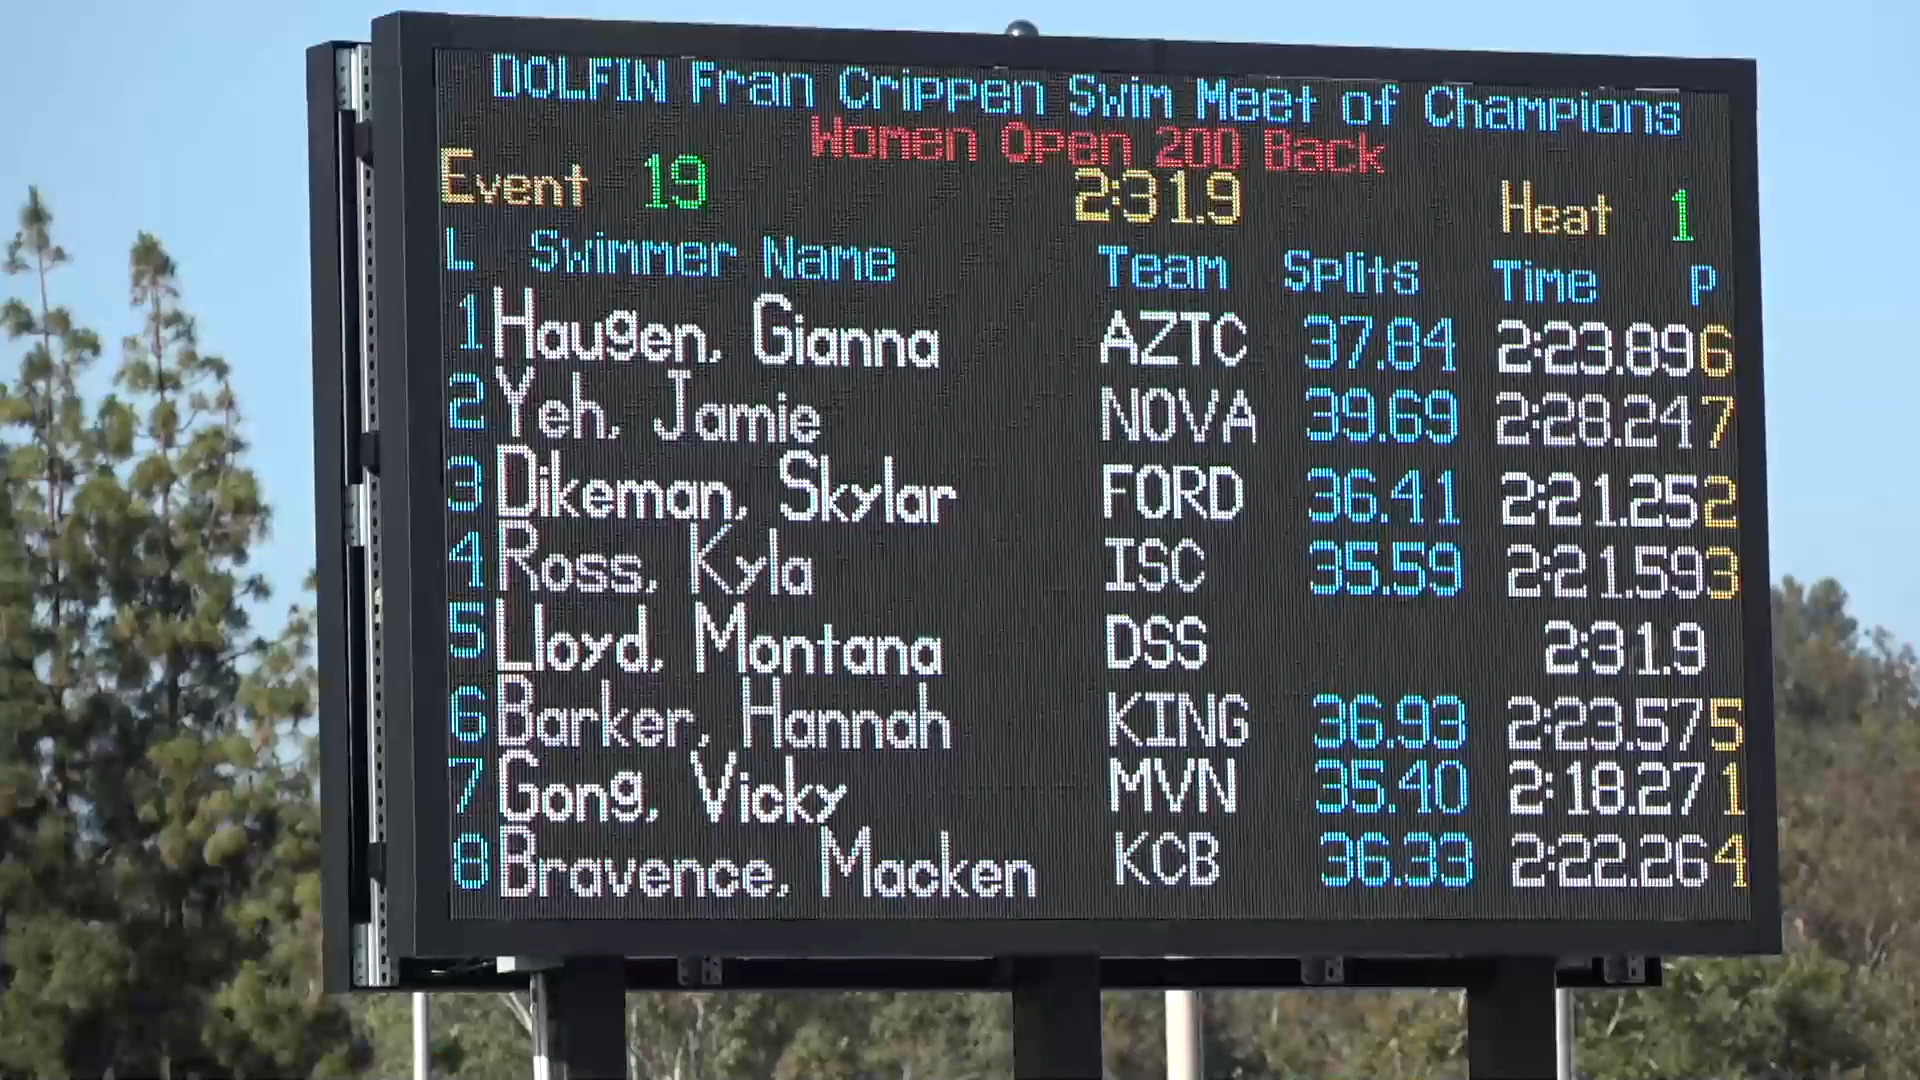 DOLFIN Fran Crippen Swim Meet of Champions
Women Open 200 Back
Event 19 2:31.9 Heat 1
L Swimmer Name Team Splits Time P
1 Haugen, Gianna AZTC 37.84 2:23.89 6
2 Yeh, Jamie NOVA 39.69 2:28.24 7
3 Dikeman, Skylar FORD 36.41 2:21.25 2
4 Ross, Kyla ISC 35.59 2:21.59 3
5 Lloyd, Montana DSS 2:31.9
6 Barker, Hannah KING 36.93 2:23.57 5
7 Gong, Vicky MVN 35.40 2:18.27 1
8 Bravence, Macken KCB 36.33 2:22.26 4